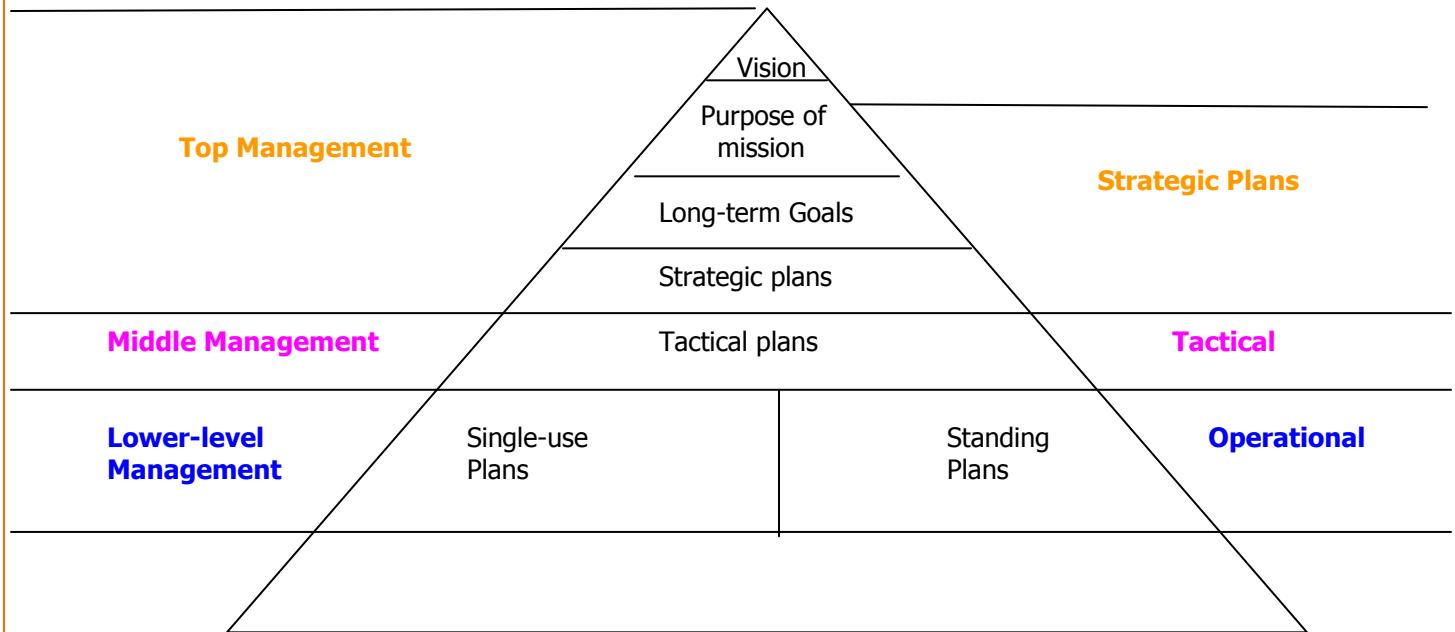 Vision
Purpose of
mission
Top Management
Strategic Plans
Long-term Goals
Strategic plans
Middle Management
Tactical plans
Tactical
Lower-level
Management
Single-use
Plans
Standing
Plans
Operational